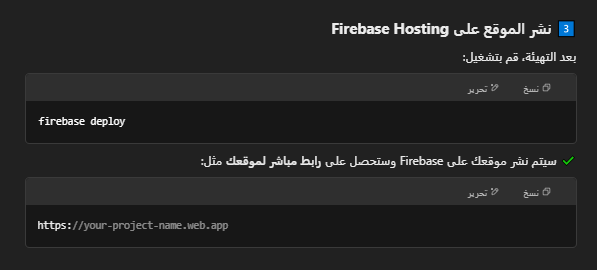 3 نشر الموقع على Firebase Hosting
بعد التهيئة، قم بتشغيل:
نسخ تحرير
firebase deploy
سيتم نشر موقعك على Firebase وستحصل على رابط مباشر لموقعك مثل:
نسخ تحرير
https://your-project-name.web.app